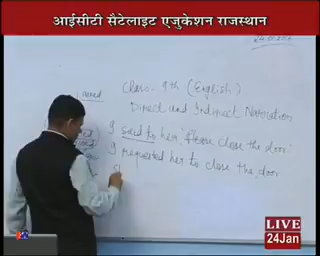 आईसीटी सैटेलाइट एजुकेशन राजस्थान
Class - 9th (English)
Direct and Indirect Narration
I said to her, "Please close the door."
I requested her to close the door
LIVE
24Jan